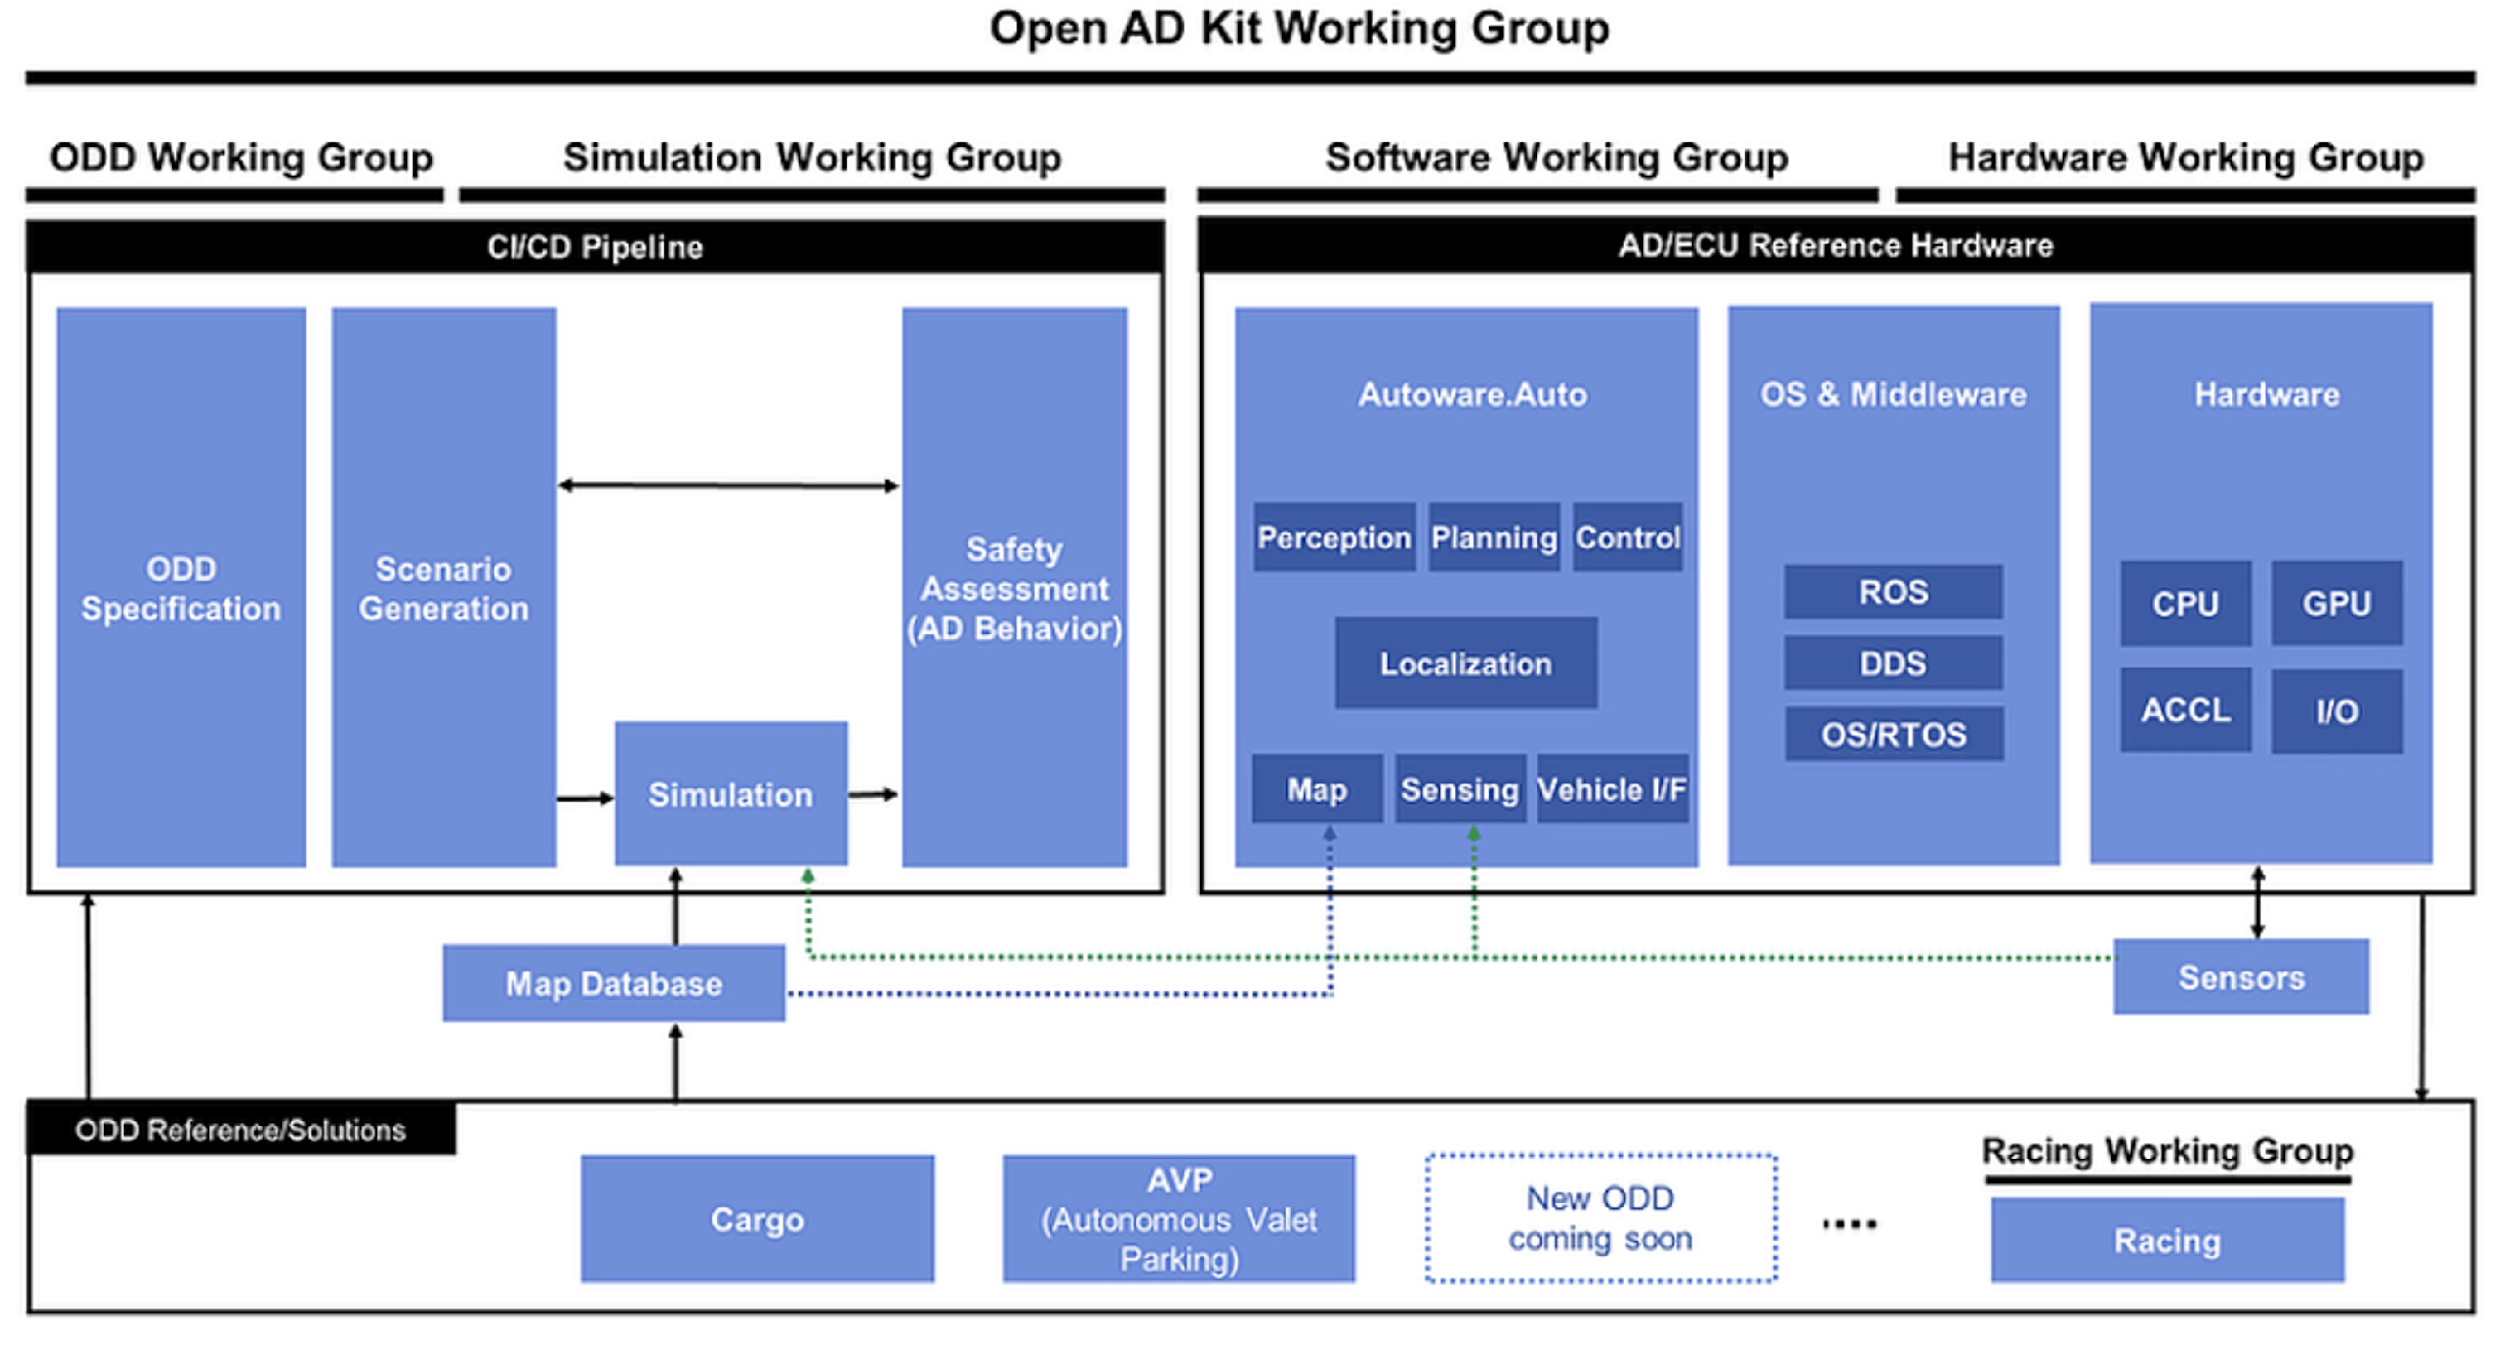 Open AD Kit Working Group
ODD Working Group
Simulation Working Group
Software Working Group
Hardware Working Group
CI/CD Pipeline
ODD
Specification
Scenario
Generation
Simulation
Safety
Assessment
(AD Behavior)
AD/ECU Reference Hardware
Autoware.Auto
Perception
Planning
Control
Localization
Map
Sensing
Vehicle I/F
OS & Middleware
ROS
DDS
OS/RTOS
Hardware
CPU
GPU
ACCL
I/O
Map Database
Sensors
ODD Reference/Solutions
Cargo
AVP
(Autonomous Valet
Parking)
New ODD
coming soon
....
Racing Working Group
Racing